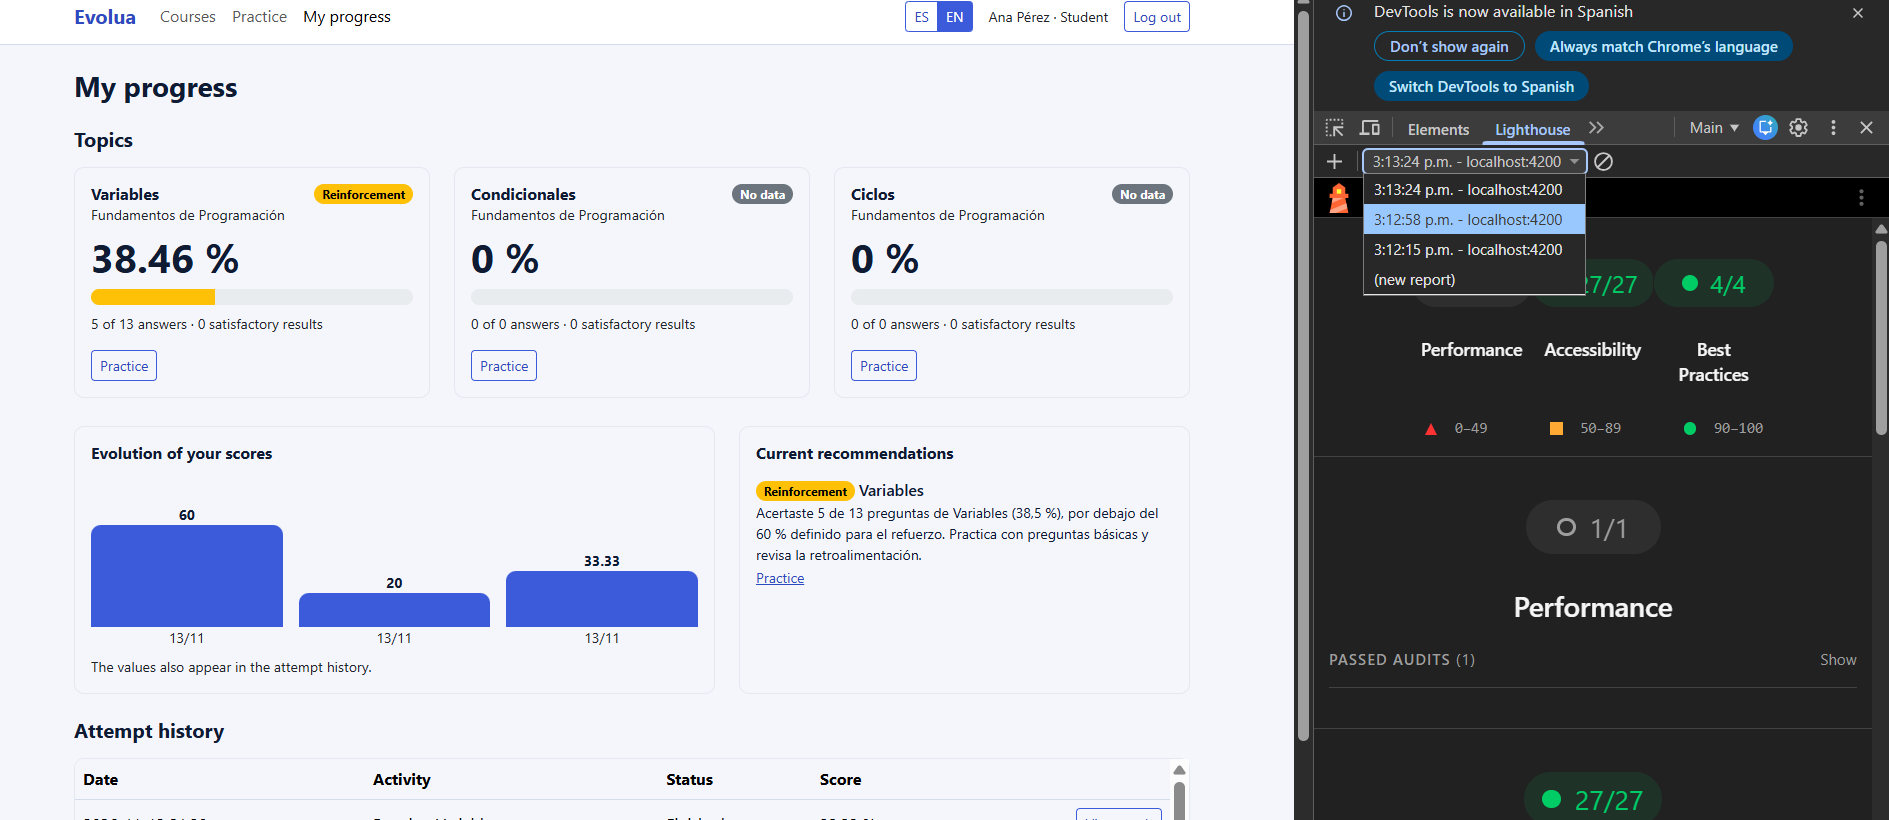 Evolua Courses Practice My progress ES EN Ana Pérez · Student Log out
My progress
Topics
Variables Reinforcement
Fundamentos de Programación
38.46 %
5 of 13 answers · 0 satisfactory results
Practice
Condicionales No data
Fundamentos de Programación
0 %
0 of 0 answers · 0 satisfactory results
Practice
Ciclos No data
Fundamentos de Programación
0 %
0 of 0 answers · 0 satisfactory results
Practice
Evolution of your scores
60
20
33.33
13/11 13/11 13/11
The values also appear in the attempt history.
Current recommendations
Reinforcement Variables
Acertaste 5 de 13 preguntas de Variables (38,5 %), por debajo del
60 % definido para el refuerzo. Practica con preguntas básicas y
revisa la retroalimentación.
Practice
Attempt history
Date Activity Status Score
DevTools is now available in Spanish
Don't show again Always match Chrome's language
Switch DevTools to Spanish
Elements Lighthouse Main
3:13:24 p.m. - localhost:4200
3:13:24 p.m. - localhost:4200
3:12:58 p.m. - localhost:4200
3:12:15 p.m. - localhost:4200
(new report)
27/27 4/4
Performance Accessibility Best
Practices
0–49 50–89 90–100
1/1
Performance
PASSED AUDITS (1) Show
27/27